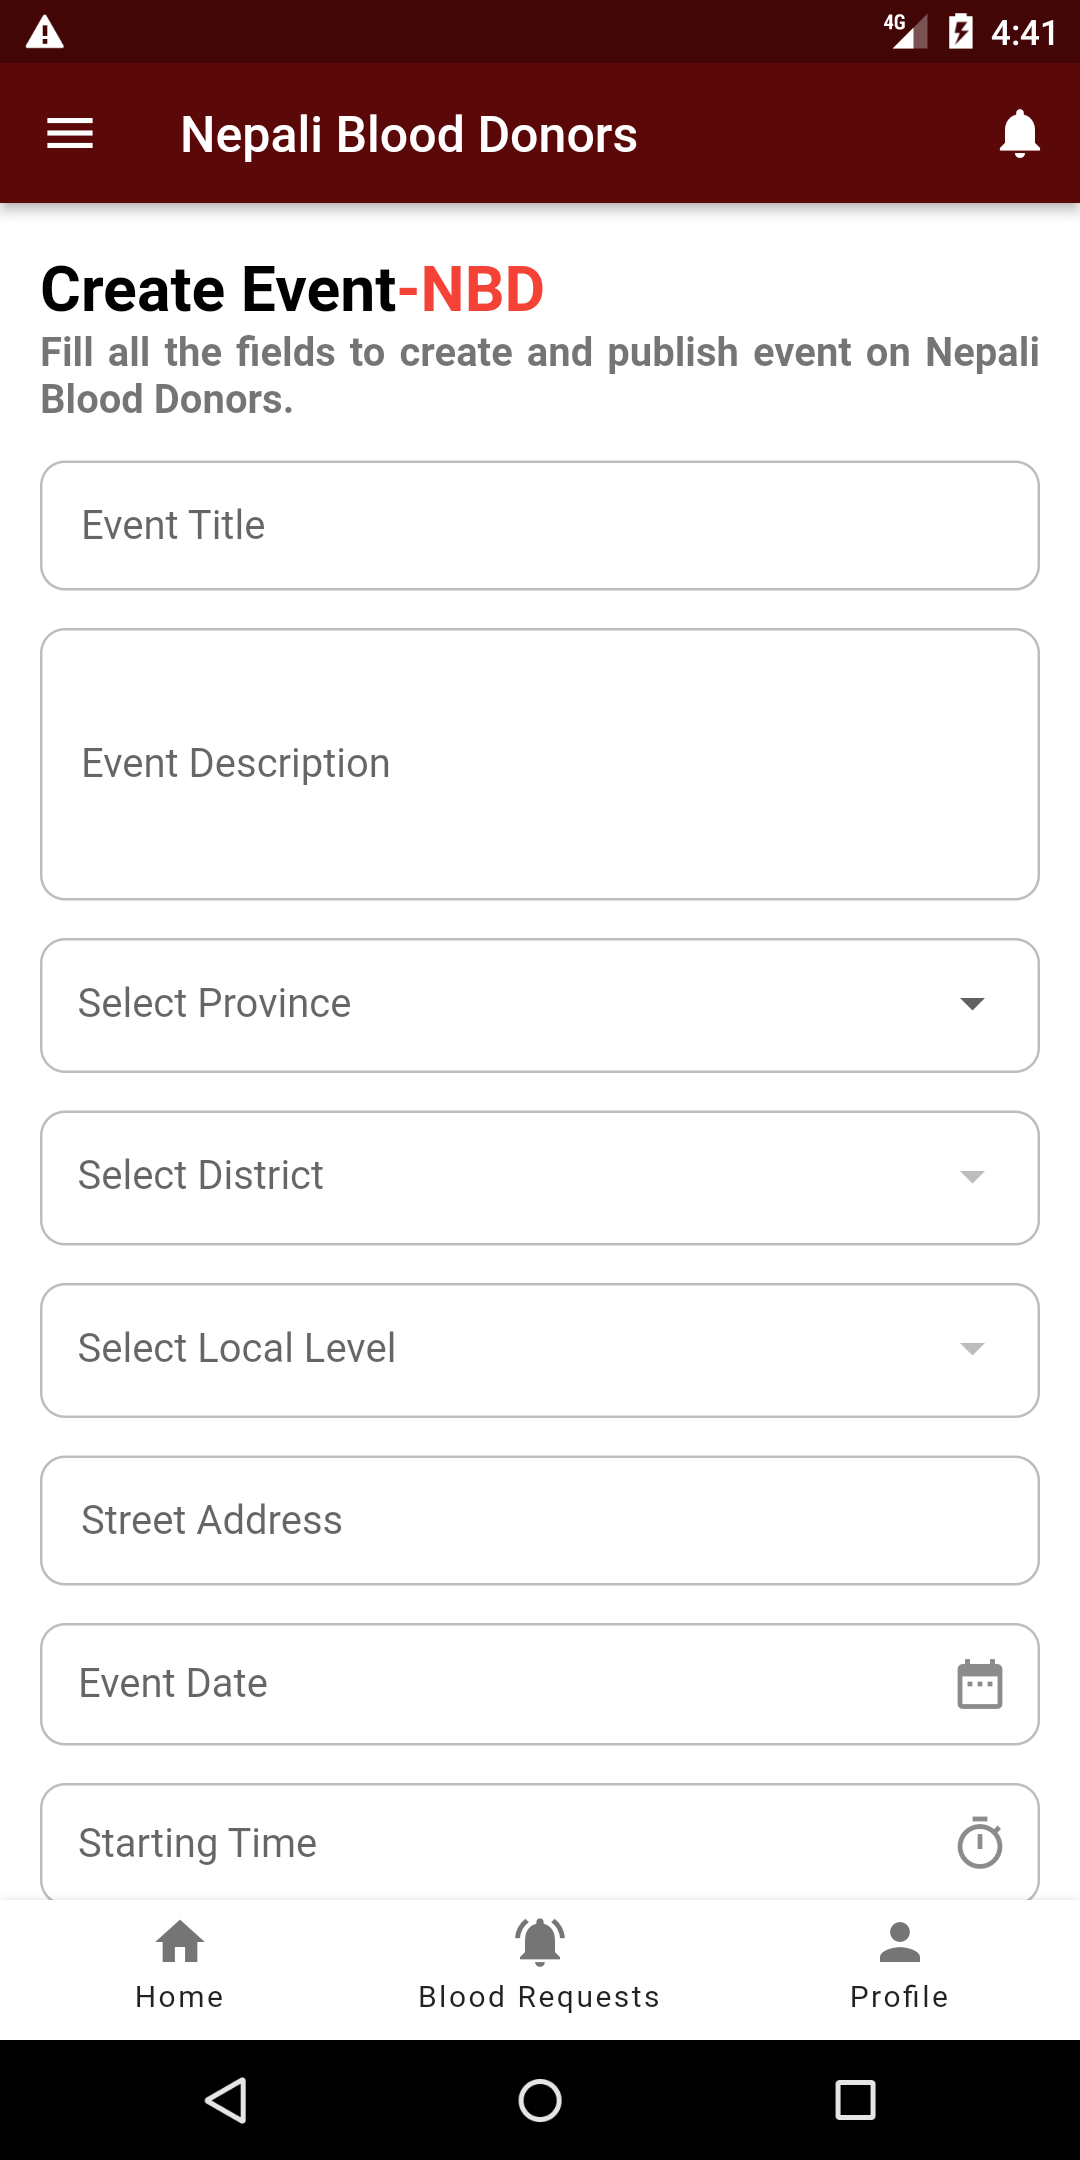 4G 4:41
Nepali Blood Donors
Create Event-NBD
Fill all the fields to create and publish event on Nepali
Blood Donors.
Event Title
Event Description
Select Province
Select District
Select Local Level
Street Address
Event Date
Starting Time
Home Blood Requests Profile